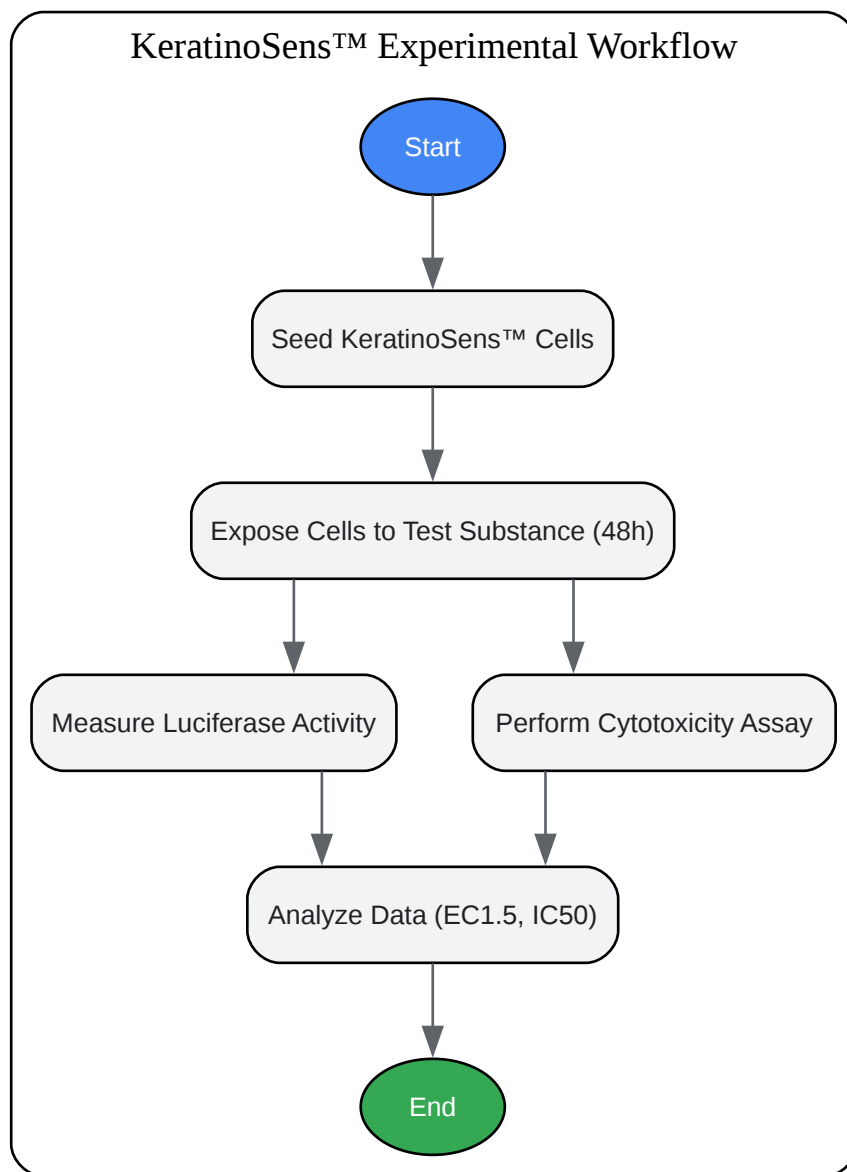 KeratinoSens™ Experimental Workflow
Start
Seed KeratinoSens™ Cells
Expose Cells to Test Substance (48h)
Measure Luciferase Activity
Perform Cytotoxicity Assay
Analyze Data (EC1.5, IC50)
End